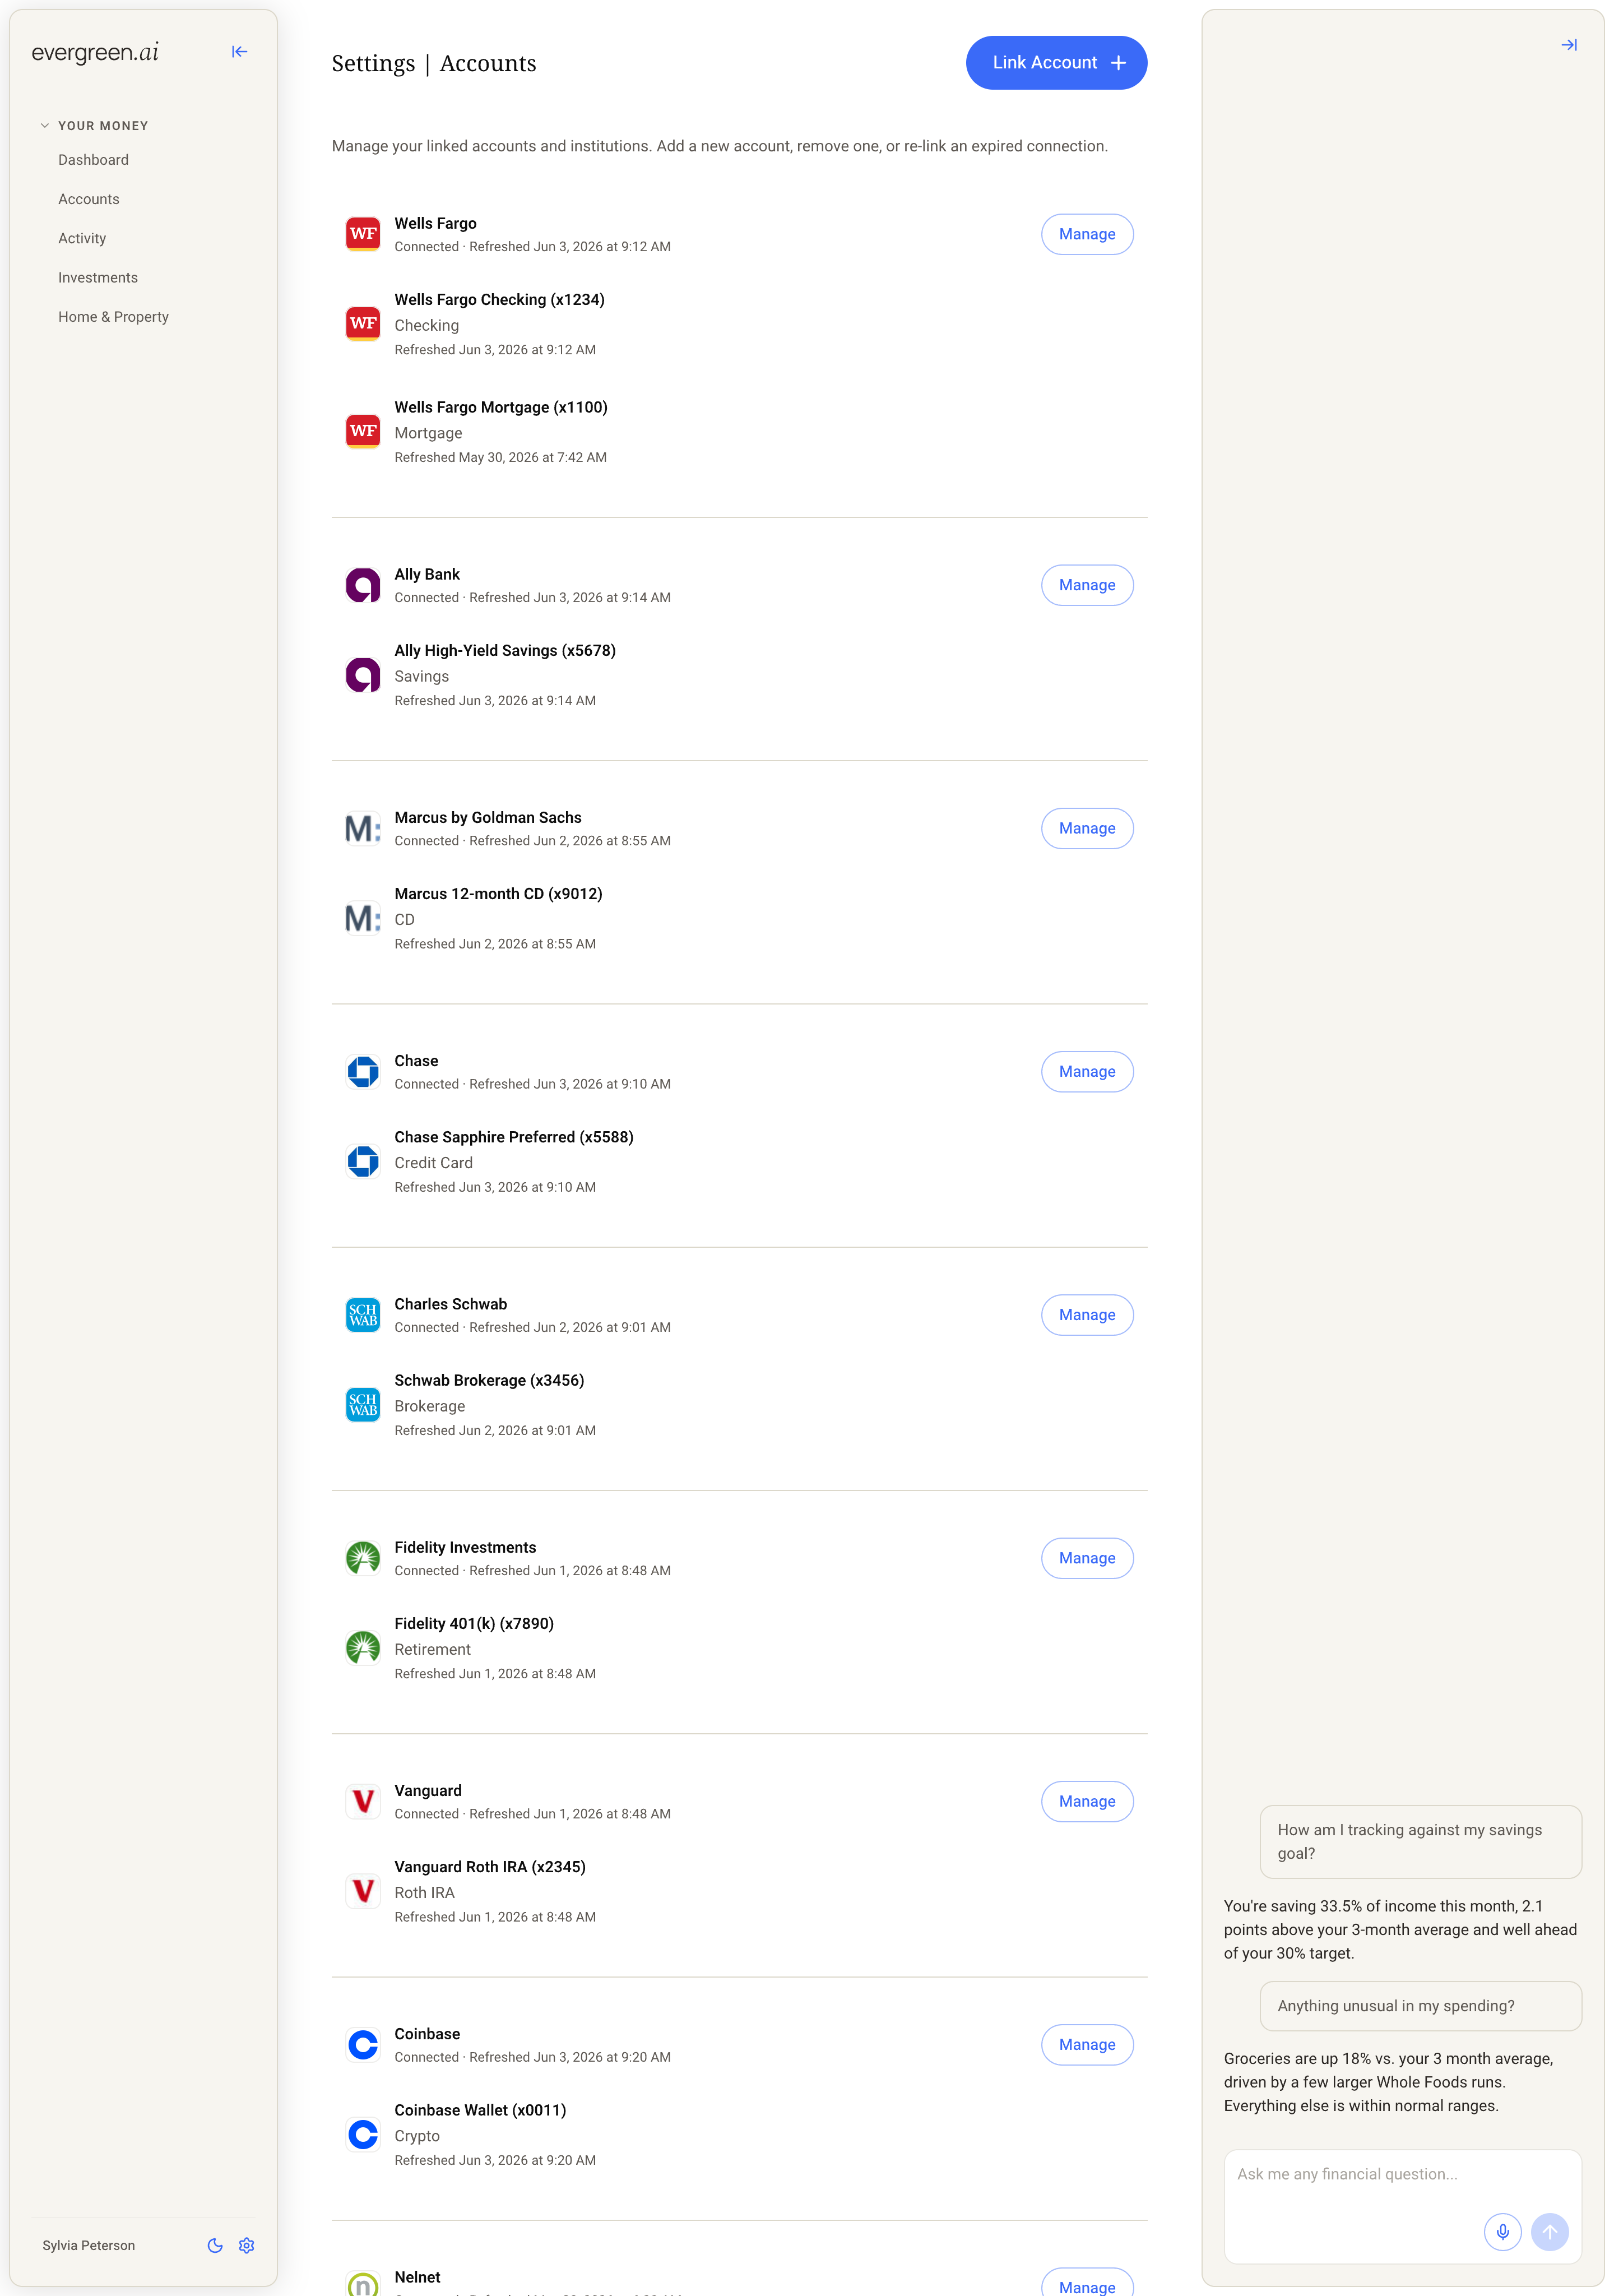 evergreen.ai
YOUR MONEY
Dashboard
Accounts
Activity
Investments
Home & Property
Sylvia Peterson
Settings | Accounts
Link Account
Manage your linked accounts and institutions. Add a new account, remove one, or re-link an expired connection.
WF
Wells Fargo
Connected · Refreshed Jun 3, 2026 at 9:12 AM
Manage
WF
Wells Fargo Checking (x1234)
Checking
Refreshed Jun 3, 2026 at 9:12 AM
WF
Wells Fargo Mortgage (x1100)
Mortgage
Refreshed May 30, 2026 at 7:42 AM
Ally Bank
Connected · Refreshed Jun 3, 2026 at 9:14 AM
Manage
Ally High-Yield Savings (x5678)
Savings
Refreshed Jun 3, 2026 at 9:14 AM
M:
Marcus by Goldman Sachs
Connected · Refreshed Jun 2, 2026 at 8:55 AM
Manage
M:
Marcus 12-month CD (x9012)
CD
Refreshed Jun 2, 2026 at 8:55 AM
Chase
Connected · Refreshed Jun 3, 2026 at 9:10 AM
Manage
Chase Sapphire Preferred (x5588)
Credit Card
Refreshed Jun 3, 2026 at 9:10 AM
SCH
WAB
Charles Schwab
Connected · Refreshed Jun 2, 2026 at 9:01 AM
Manage
SCH
WAB
Schwab Brokerage (x3456)
Brokerage
Refreshed Jun 2, 2026 at 9:01 AM
Fidelity Investments
Connected · Refreshed Jun 1, 2026 at 8:48 AM
Manage
Fidelity 401(k) (x7890)
Retirement
Refreshed Jun 1, 2026 at 8:48 AM
V
Vanguard
Connected · Refreshed Jun 1, 2026 at 8:48 AM
Manage
V
Vanguard Roth IRA (x2345)
Roth IRA
Refreshed Jun 1, 2026 at 8:48 AM
Coinbase
Connected · Refreshed Jun 3, 2026 at 9:20 AM
Manage
Coinbase Wallet (x0011)
Crypto
Refreshed Jun 3, 2026 at 9:20 AM
n
Nelnet
Manage
How am I tracking against my savings
goal?
You're saving 33.5% of income this month, 2.1
points above your 3-month average and well ahead
of your 30% target.
Anything unusual in my spending?
Groceries are up 18% vs. your 3 month average,
driven by a few larger Whole Foods runs.
Everything else is within normal ranges.
Ask me any financial question...